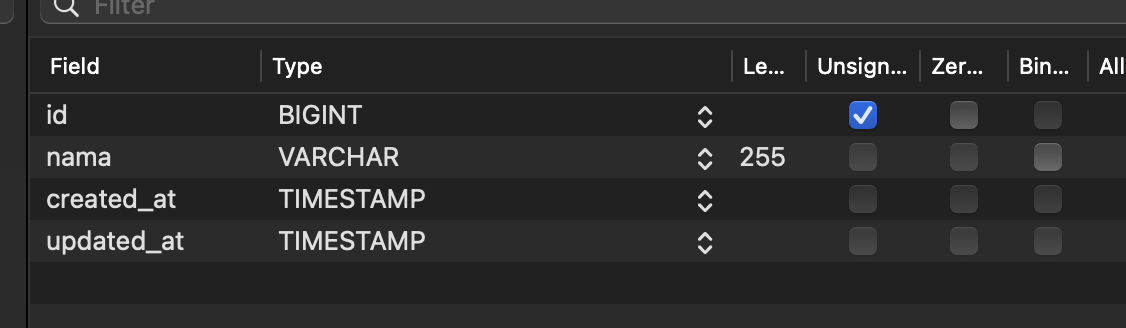 Filter
Field Type Le... Unsign... Zer... Bin... All
id BIGINT
nama VARCHAR 255
created_at TIMESTAMP
updated_at TIMESTAMP